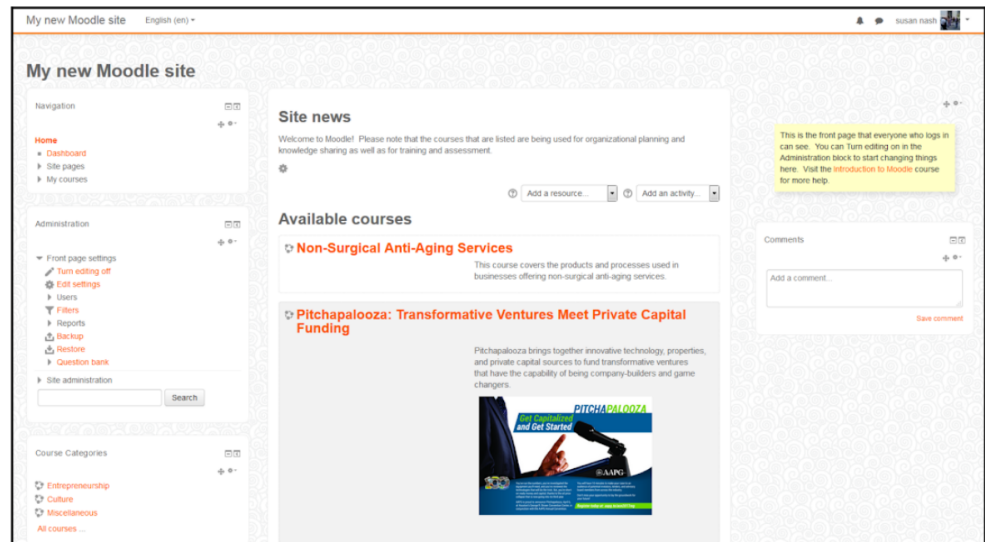 My new Moodle site
English (en)
susan nash
My new Moodle site
Navigation
Home
Dashboard
Site pages
My courses
Administration
Front page settings
Turn editing off
Edit settings
Users
Filters
Reports
Backup
Restore
Question bank
Site administration
Search
Course Categories
Entrepreneurship
Culture
Miscellaneous
All courses ...
Site news
Welcome to Moodle! Please note that the courses that are listed are being used for organizational planning and
knowledge sharing as well as for training and assessment.
Add a resource...
Add an activity...
Available courses
Non-Surgical Anti-Aging Services
This course covers the products and processes used in
businesses offering non-surgical anti-aging services.
Pitchapalooza: Transformative Ventures Meet Private Capital
Funding
Pitchapalooza brings together innovative technology, properties,
and private capital sources to fund transformative ventures
that have the capability of being company-builders and game
changers.
PITCHAPALOOZA
Get Capitalized
and Get Started
AAPG
100
This is the front page that everyone who logs in
can see. You can Turn editing on in the
Administration block to start changing things
here. Visit the Introduction to Moodle course
for more help.
Comments
Add a comment...
Save comment